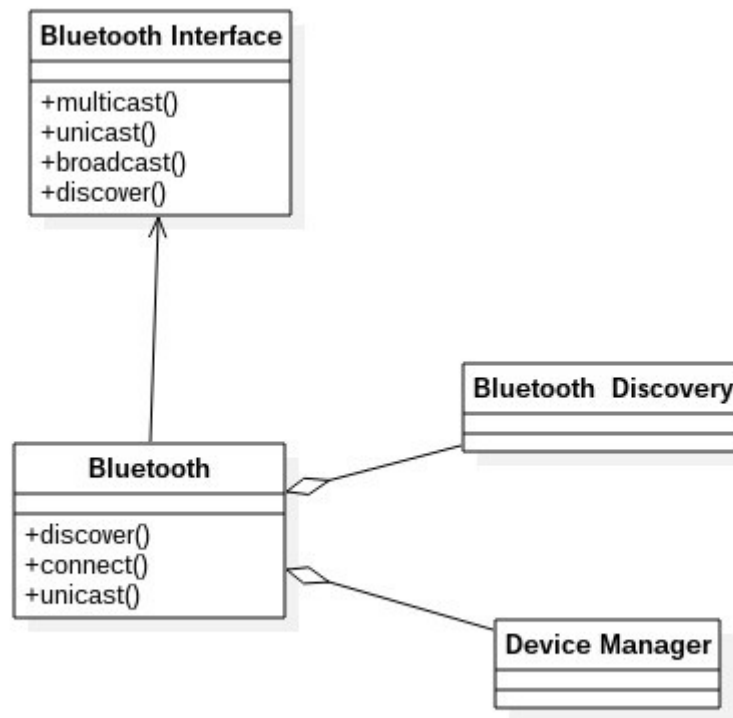 Bluetooth Interface
+multicast()
+unicast()
+broadcast()
+discover()
Bluetooth Discovery
Bluetooth
+discover()
+connect()
+unicast()
Device Manager